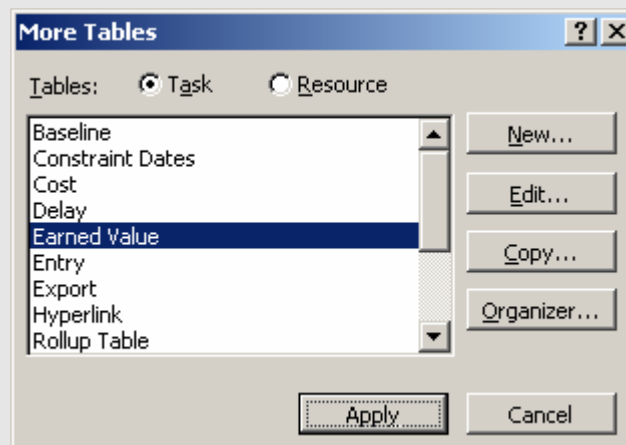 More Tables
Tables: Task Resource
Baseline
Constraint Dates
Cost
Delay
Earned Value
Entry
Export
Hyperlink
Rollup Table
New...
Edit...
Copy...
Organizer...
Apply Cancel